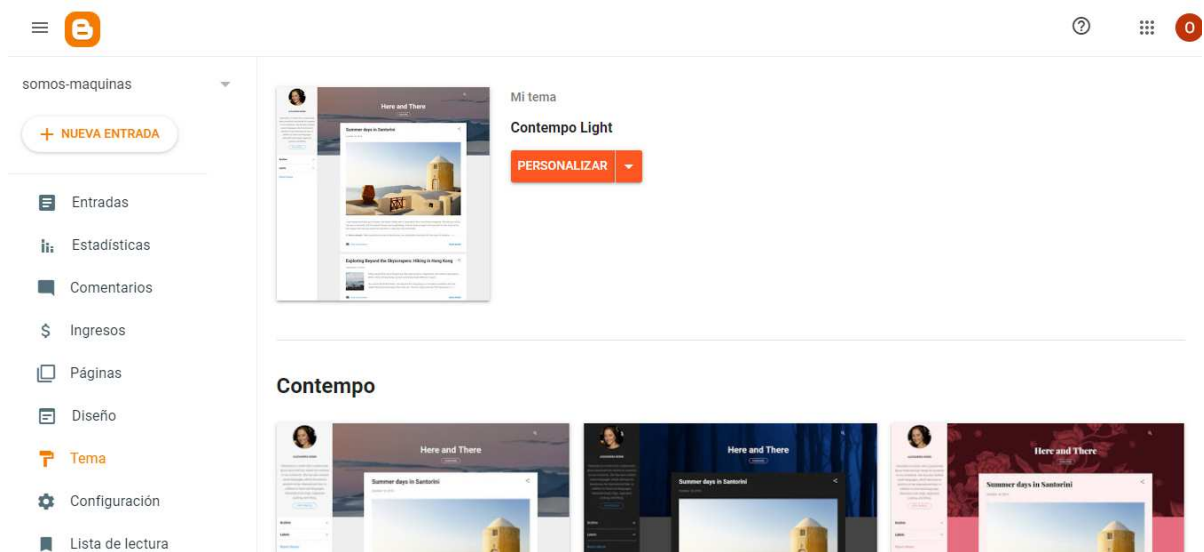 somos-maquinas
NUEVA ENTRADA
Entradas
Estadísticas
Comentarios
Ingresos
Páginas
Diseño
Tema
Configuración
Lista de lectura
O
Mi tema
Contempo Light
PERSONALIZAR
Here and There
Summer days in Santorini
Exploring Beyond the Skyscrapers: Hiking in Hong Kong
Contempo
Here and There
Summer days in Santorini
Here and There
Summer days in Santorini
Here and There
Summer days in Santorini